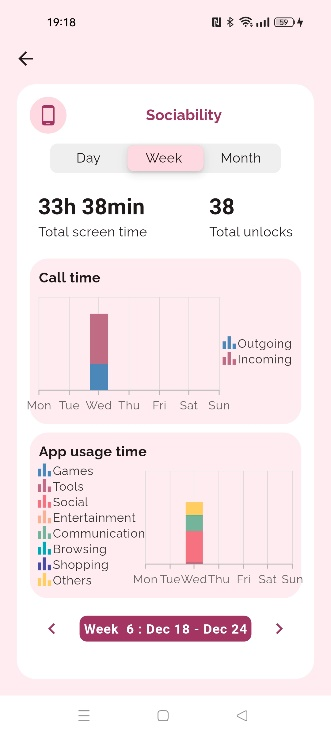 19:18
59
Sociability
Day Week Month
33h 38min 38
Total screen time Total unlocks
Call time
Outgoing
Incoming
Mon Tue Wed Thu Fri Sat Sun
App usage time
Games
Tools
Social
Entertainment
Communication
Browsing
Shopping
Others
Mon Tue Wed Thu Fri Sat Sun
Week 6 : Dec 18 - Dec 24